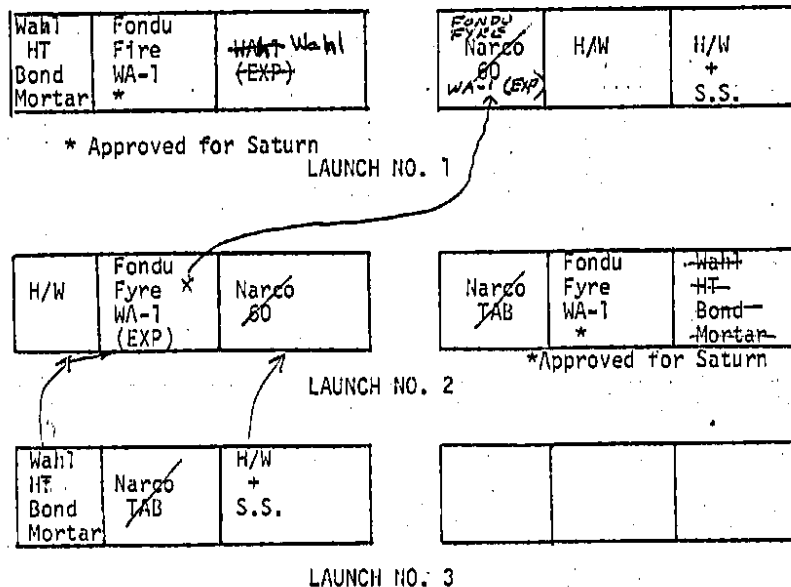 Wahl
HT
Bond
Mortar
Fondu
Fire
WA-1
*
Wahl Wahl
(EXP)
FONDU
FYRE
Narco
60
WA-1 (EXP)
H/W
H/W
+
S.S.
* Approved for Saturn
LAUNCH NO. 1
H/W
Fondu
Fyre X
WA-1
(EXP)
Narco
60
Narco
TAB
Fondu
Fyre
WA-1
*
Wahl
HT
Bond
Mortar
*Approved for Saturn
LAUNCH NO. 2
Wahl
HT
Bond
Mortar
Narco
TAB
H/W
+
S.S.
LAUNCH NO. 3